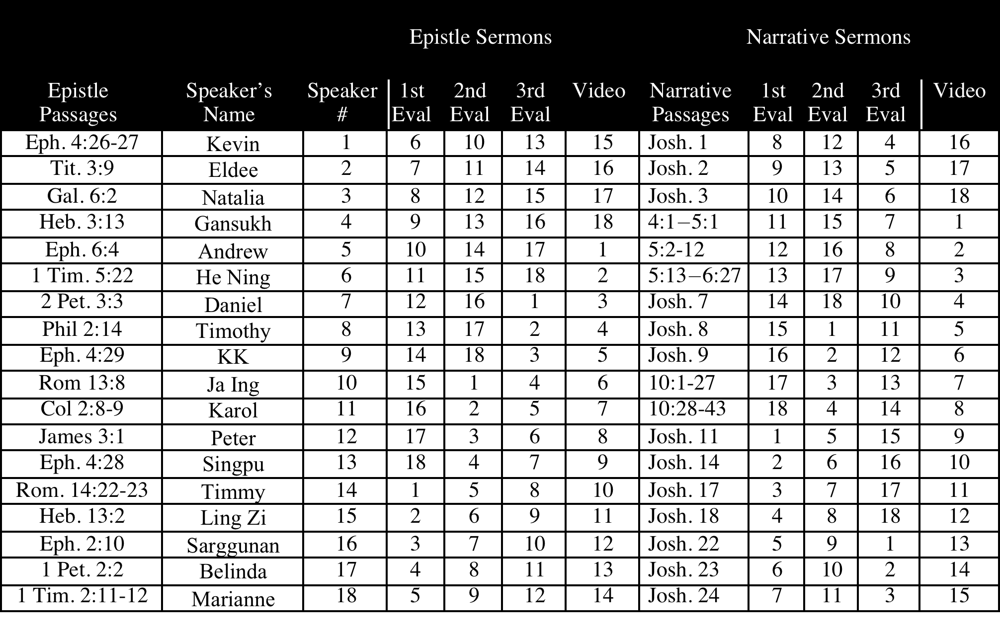 Epistle Sermons Narrative Sermons
Epistle Speaker’s Speaker 1st 2nd 3rd Video Narrative 1st 2nd 3rd Video
Passages Name # Eval Eval Eval Passages Eval Eval Eval
Eph. 4:26-27 Kevin 1 6 10 13 15 Josh. 1 8 12 4 16
Tit. 3:9 Eldee 2 7 11 14 16 Josh. 2 9 13 5 17
Gal. 6:2 Natalia 3 8 12 15 17 Josh. 3 10 14 6 18
Heb. 3:13 Gansukh 4 9 13 16 18 4:1–5:1 11 15 7 1
Eph. 6:4 Andrew 5 10 14 17 1 5:2-12 12 16 8 2
1 Tim. 5:22 He Ning 6 11 15 18 2 5:13–6:27 13 17 9 3
2 Pet. 3:3 Daniel 7 12 16 1 3 Josh. 7 14 18 10 4
Phil 2:14 Timothy 8 13 17 2 4 Josh. 8 15 1 11 5
Eph. 4:29 KK 9 14 18 3 5 Josh. 9 16 2 12 6
Rom 13:8 Ja Ing 10 15 1 4 6 10:1-27 17 3 13 7
Col 2:8-9 Karol 11 16 2 5 7 10:28-43 18 4 14 8
James 3:1 Peter 12 17 3 6 8 Josh. 11 1 5 15 9
Eph. 4:28 Singpu 13 18 4 7 9 Josh. 14 2 6 16 10
Rom. 14:22-23 Timmy 14 1 5 8 10 Josh. 17 3 7 17 11
Heb. 13:2 Ling Zi 15 2 6 9 11 Josh. 18 4 8 18 12
Eph. 2:10 Sarggunan 16 3 7 10 12 Josh. 22 5 9 1 13
1 Pet. 2:2 Belinda 17 4 8 11 13 Josh. 23 6 10 2 14
1 Tim. 2:11-12 Marianne 18 5 9 12 14 Josh. 24 7 11 3 15